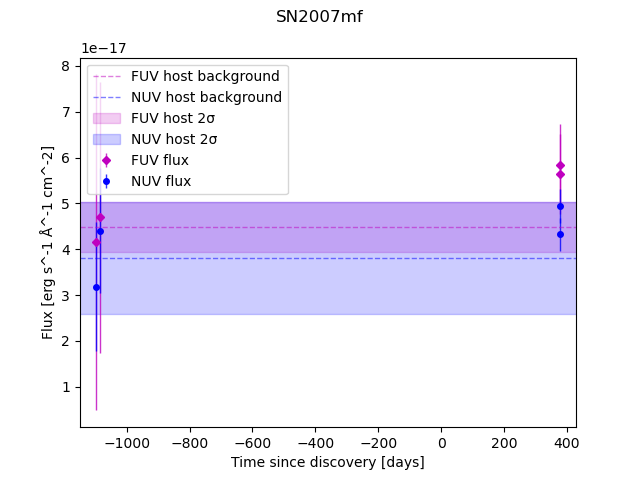 SN2007mf
1e−17
8
7
6
5
4
3
2
1
Flux [erg s^-1 Å^-1 cm^-2]
FUV host background
NUV host background
FUV host 2σ
NUV host 2σ
FUV flux
NUV flux
−1000 −800 −600 −400 −200 0 200 400
Time since discovery [days]